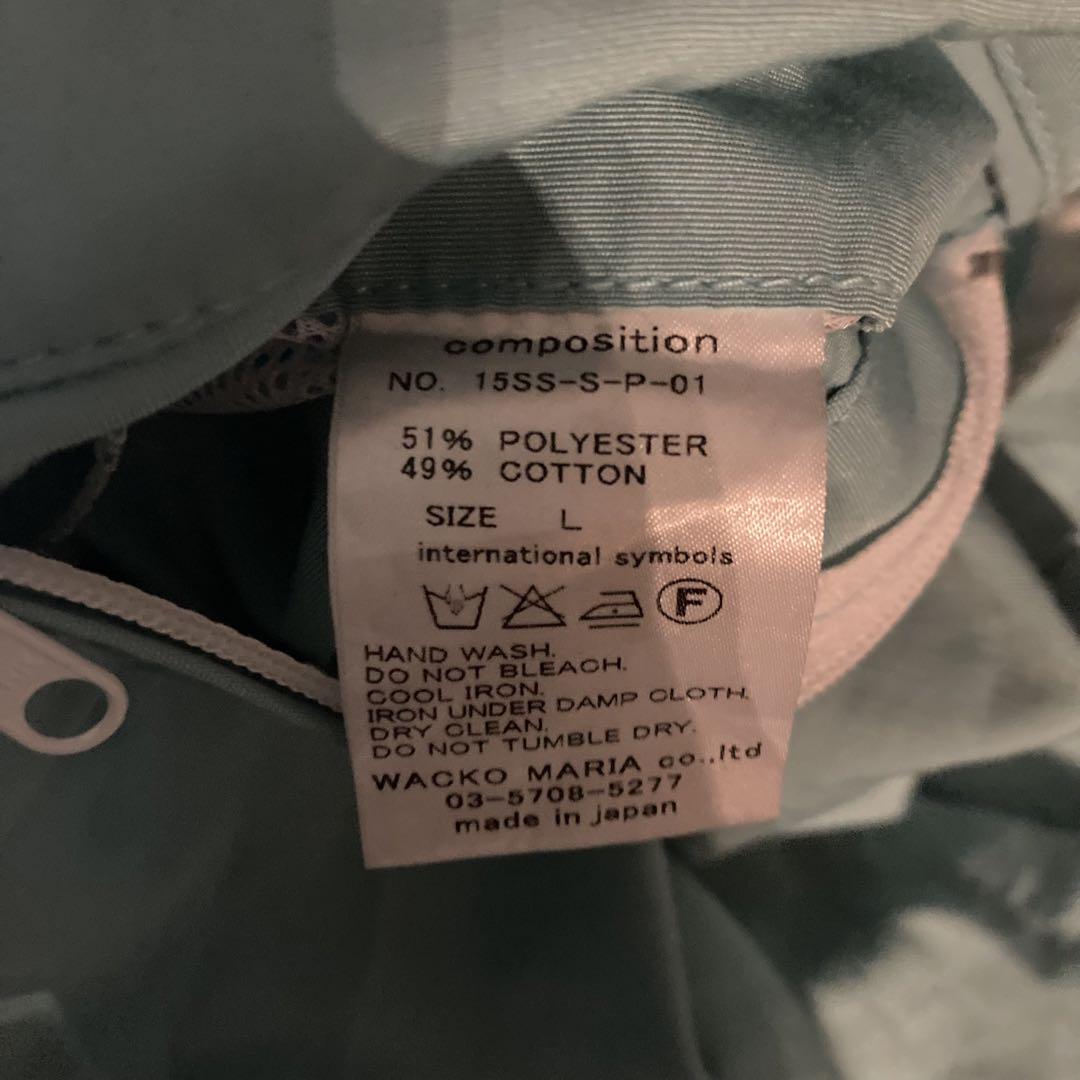 composition
NO. 15SS-S-P-01
51% POLYESTER
49% COTTON
SIZE L
international symbols
F
HAND WASH.
DO NOT BLEACH.
COOL IRON.
IRON UNDER DAMP CLOTH.
DRY CLEAN.
DO NOT TUMBLE DRY.
WACKO MARIA co.,ltd
03-5708-5277
made in japan